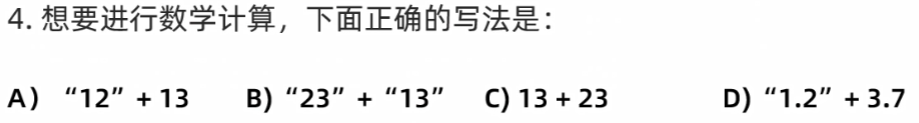 4. 想要进行数学计算，下面正确的写法是：
A） “12” + 13 B) “23” + “13” C) 13 + 23 D) “1.2” + 3.7